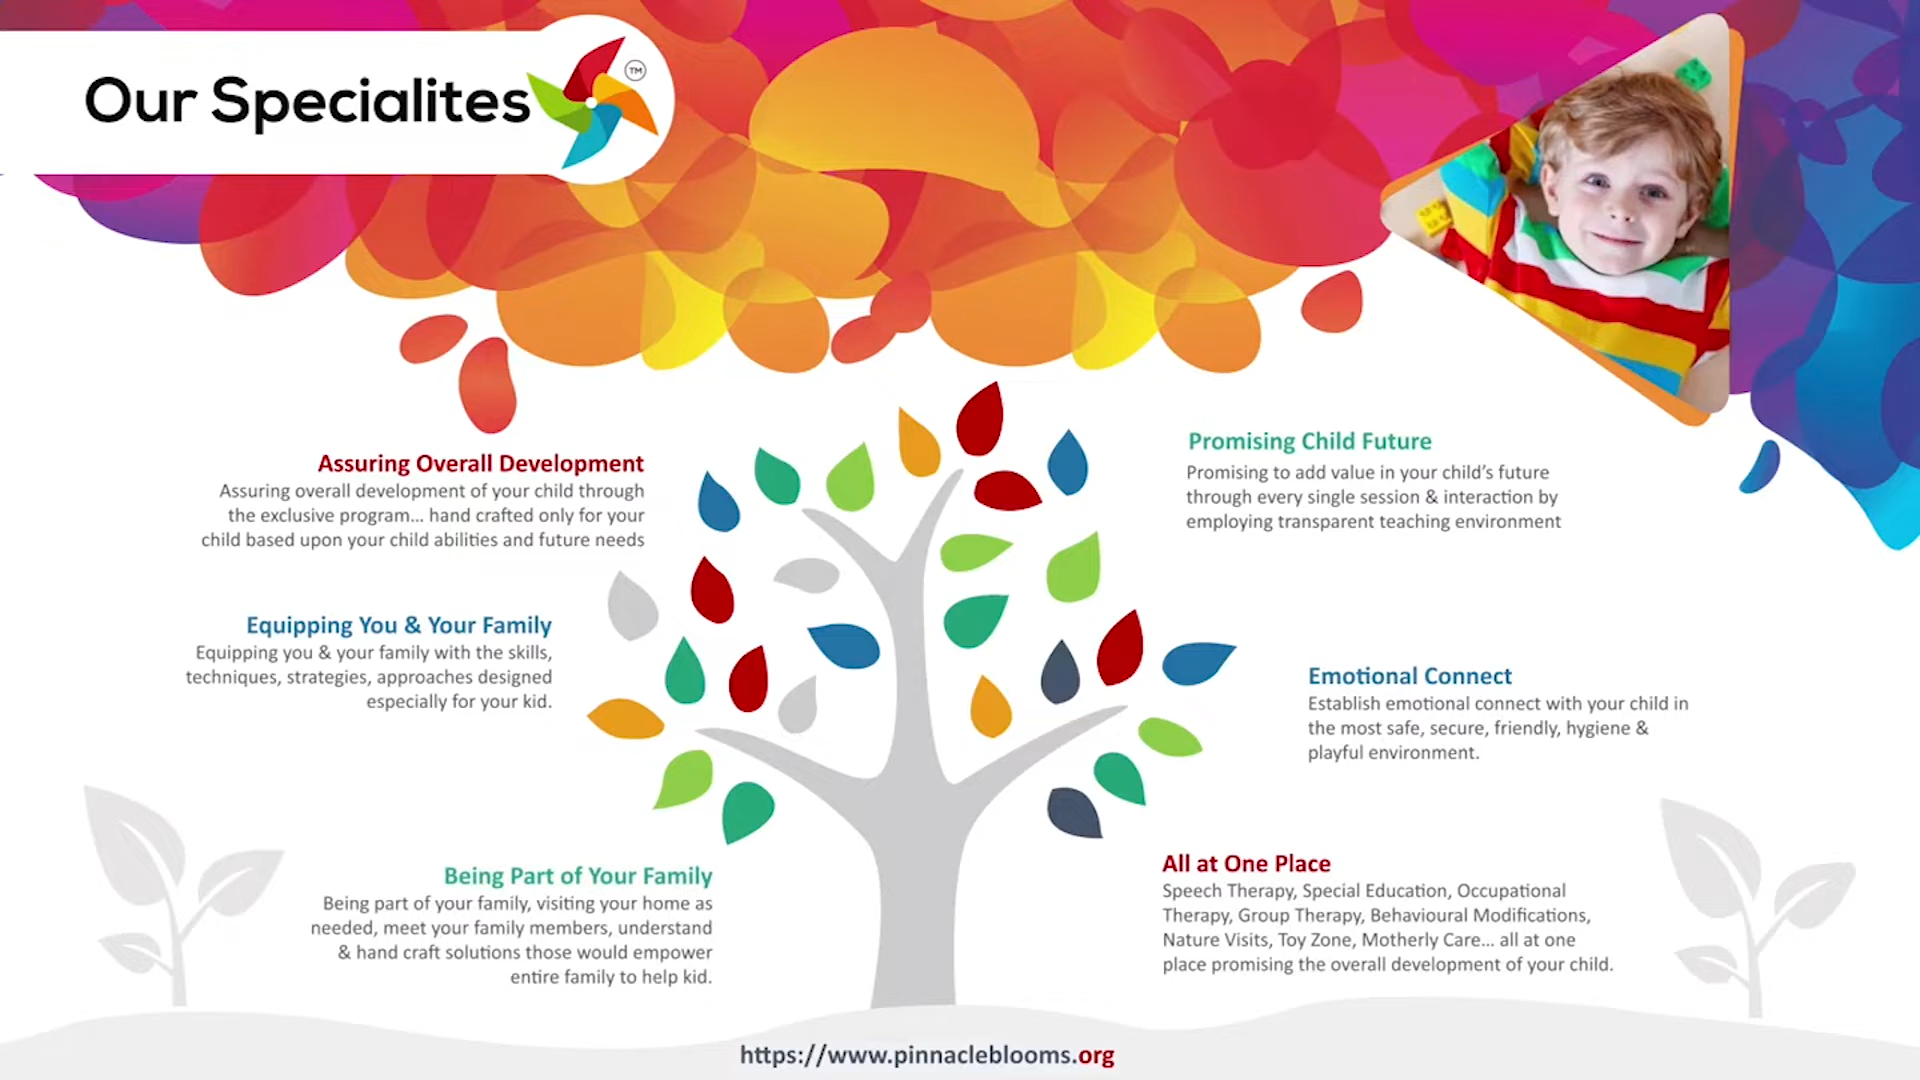 Our Specialites
TM
Assuring Overall Development
Assuring overall development of your child through
the exclusive program... hand crafted only for your
child based upon your child abilities and future needs
Equipping You & Your Family
Equipping you & your family with the skills,
techniques, strategies, approaches designed
especially for your kid.
Being Part of Your Family
Being part of your family, visiting your home as
needed, meet your family members, understand
& hand craft solutions those would empower
entire family to help kid.
Promising Child Future
Promising to add value in your child's future
through every single session & interaction by
employing transparent teaching environment
Emotional Connect
Establish emotional connect with your child in
the most safe, secure, friendly, hygiene &
playful environment.
All at One Place
Speech Therapy, Special Education, Occupational
Therapy, Group Therapy, Behavioural Modifications,
Nature Visits, Toy Zone, Motherly Care... all at one
place promising the overall development of your child.
https://www.pinnacleblooms.org